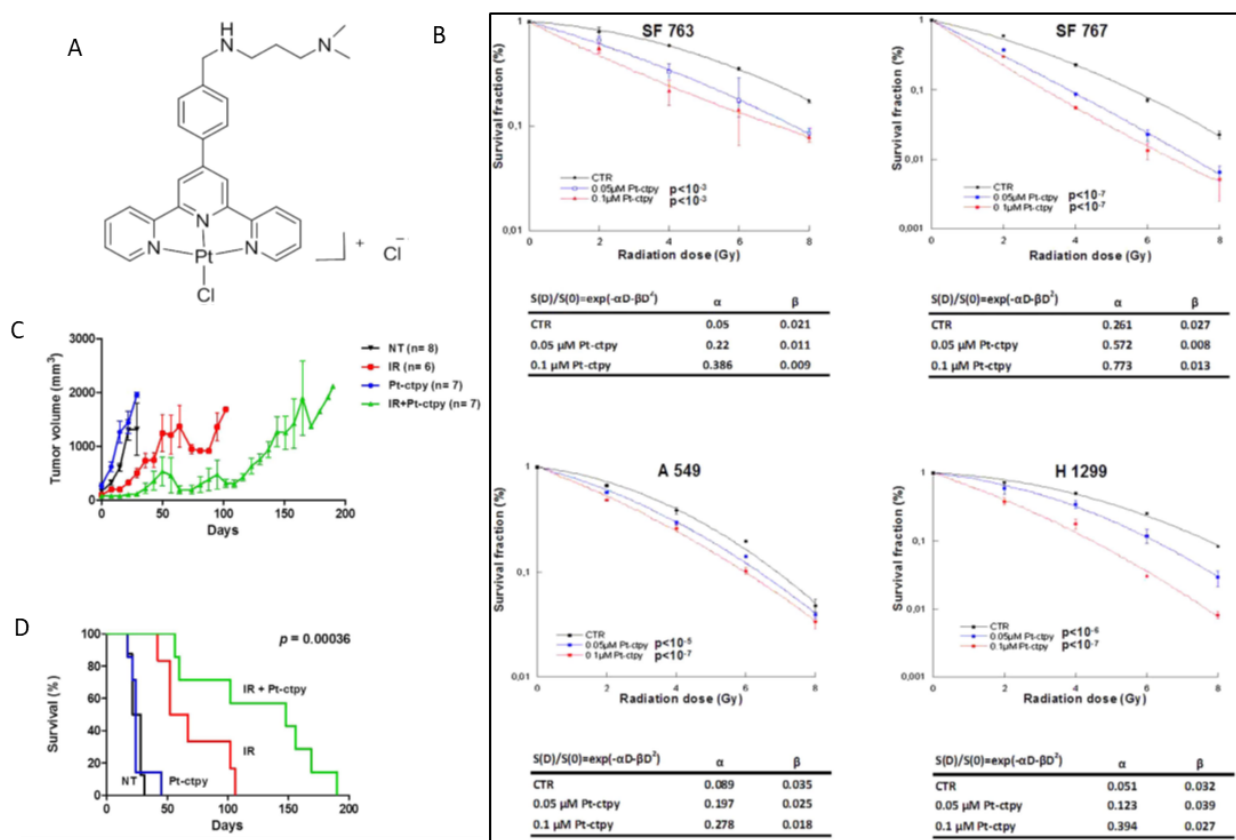 A
HN
N
N
N
N
Pt
Cl
+
Cl⁻
B
SF 763
Survival fraction (%)
1
0,1
0,01
CTR
0.05µM Pt-ctpy p<10⁻³
0.1µM Pt-ctpy p<10⁻³
0 2 4 6 8
Radiation dose (Gy)
S(D)/S(0)=exp(-αD-βD²) α β
CTR 0.05 0.021
0.05 µM Pt-ctpy 0.22 0.011
0.1 µM Pt-ctpy 0.386 0.009
SF 767
Survival fraction (%)
1
0,1
0,01
0,001
CTR
0.05µM Pt-ctpy p<10⁻⁷
0.1µM Pt-ctpy p<10⁻⁷
0 2 4 6 8
Radiation dose (Gy)
S(D)/S(0)=exp(-αD-βD²) α β
CTR 0.261 0.027
0.05 µM Pt-ctpy 0.572 0.008
0.1 µM Pt-ctpy 0.773 0.013
C
Tumor volume (mm³)
3000
2000
1000
0
0 50 100 150 200
Days
NT (n= 8)
IR (n= 6)
Pt-ctpy (n= 7)
IR+Pt-ctpy (n= 7)
A 549
Survival fraction (%)
1
0,1
0,01
CTR
0.05µM Pt-ctpy p<10⁻⁵
0.1µM Pt-ctpy p<10⁻⁷
0 2 4 6 8
Radiation dose (Gy)
S(D)/S(0)=exp(-αD-βD²) α β
CTR 0.089 0.035
0.05 µM Pt-ctpy 0.197 0.025
0.1 µM Pt-ctpy 0.278 0.018
H 1299
Survival fraction (%)
1
0,1
0,01
0,001
CTR
0.05µM Pt-ctpy p<10⁻⁶
0.1µM Pt-ctpy p<10⁻⁷
0 2 4 6 8
Radiation dose (Gy)
S(D)/S(0)=exp(-αD-βD²) α β
CTR 0.051 0.032
0.05 µM Pt-ctpy 0.123 0.039
0.1 µM Pt-ctpy 0.394 0.027
D
Survival (%)
100
80
60
40
20
0
p = 0.00036
IR + Pt-ctpy
IR
NT
Pt-ctpy
0 50 100 150 200
Days